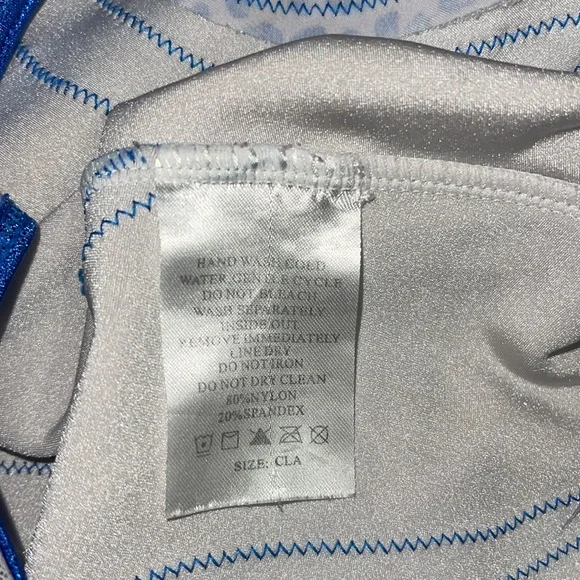 HAND WASH COLD
WATER, GENTLE CYCLE
DO NOT BLEACH
WASH SEPARATELY
INSIDE OUT
REMOVE IMMEDIATELY
LINE DRY
DO NOT IRON
DO NOT DRY CLEAN
80%NYLON
20%SPANDEX
SIZE: CLA